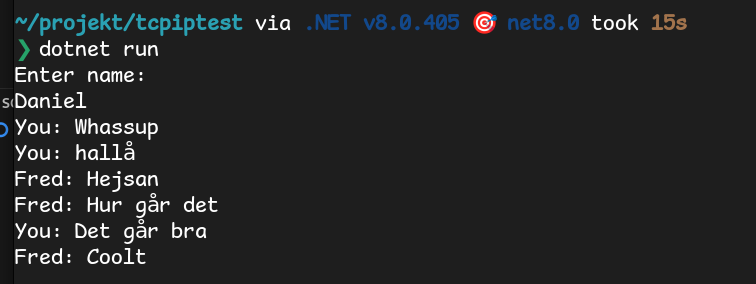 ~/projekt/tcpiptest via .NET v8.0.405 🎯 net8.0 took 15s
❯ dotnet run
Enter name:
Daniel
You: Whassup
You: hallå
Fred: Hejsan
Fred: Hur går det
You: Det går bra
Fred: Coolt